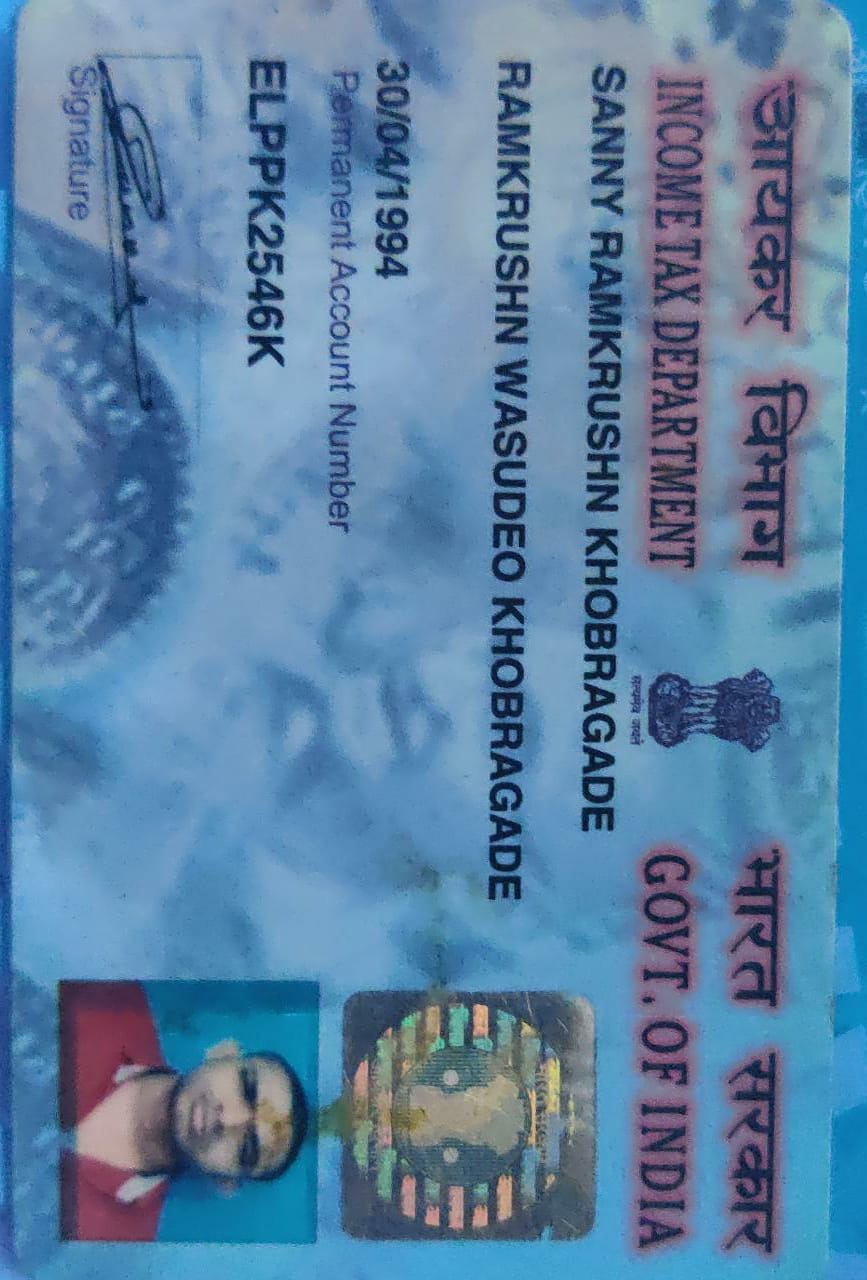 आयकर विभाग
भारत सरकार
INCOME TAX DEPARTMENT
GOVT. OF INDIA
सत्यमेव जयते
SANNY RAMKRUSHN KHOBRAGADE
RAMKRUSHN WASUDEO KHOBRAGADE
30/04/1994
Permanent Account Number
ELPPK2546K
Signature